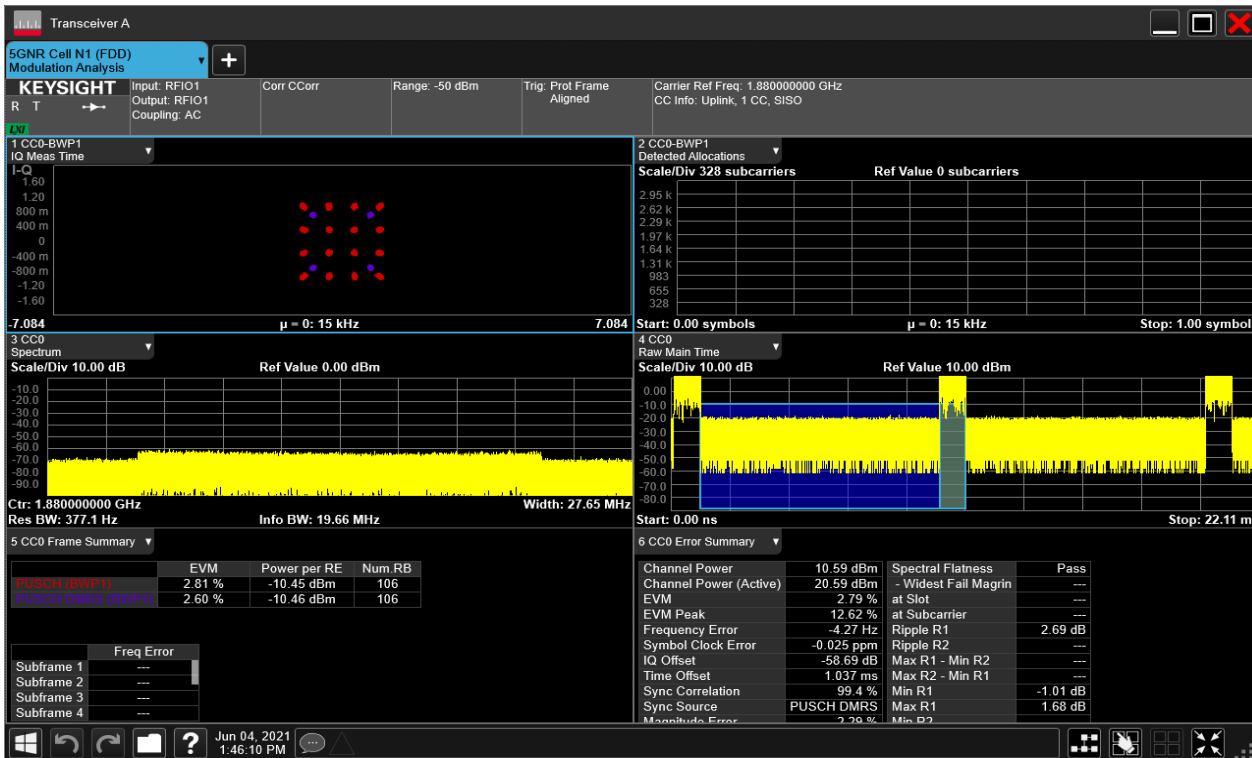 Transceiver A
5GNR Cell N1 (FDD)
Modulation Analysis
+
KEYSIGHT
R T
LXI
Input: RFIO1
Output: RFIO1
Coupling: AC
Corr CCorr
Range: -50 dBm
Trig: Prot Frame
Aligned
Carrier Ref Freq: 1.880000000 GHz
CC Info: Uplink, 1 CC, SISO
1 CC0-BWP1
IQ Meas Time
I-Q
1.60
1.20
800 m
400 m
0
-400 m
-800 m
-1.20
-1.60
-7.084 µ = 0: 15 kHz 7.084
2 CC0-BWP1
Detected Allocations
Scale/Div 328 subcarriers Ref Value 0 subcarriers
2.95 k
2.62 k
2.29 k
1.97 k
1.64 k
1.31 k
983
655
328
Start: 0.00 symbols µ = 0: 15 kHz Stop: 1.00 symbol
3 CC0
Spectrum
Scale/Div 10.00 dB Ref Value 0.00 dBm
-10.0
-20.0
-30.0
-40.0
-50.0
-60.0
-70.0
-80.0
-90.0
Ctr: 1.880000000 GHz Width: 27.65 MHz
Res BW: 377.1 Hz Info BW: 19.66 MHz
4 CC0
Raw Main Time
Scale/Div 10.00 dB Ref Value 10.00 dBm
0.00
-10.0
-20.0
-30.0
-40.0
-50.0
-60.0
-70.0
-80.0
Start: 0.00 ns Stop: 22.11 m
5 CC0 Frame Summary
EVM Power per RE Num.RB
PUSCH (BWP1) 2.81 % -10.45 dBm 106
PUSCH DMRS (BWP1) 2.60 % -10.46 dBm 106
Freq Error
Subframe 1 ---
Subframe 2 ---
Subframe 3 ---
Subframe 4 ---
6 CC0 Error Summary
Channel Power 10.59 dBm Spectral Flatness Pass
Channel Power (Active) 20.59 dBm - Widest Fail Magrin ---
EVM 2.79 % at Slot ---
EVM Peak 12.62 % at Subcarrier ---
Frequency Error -4.27 Hz Ripple R1 2.69 dB
Symbol Clock Error -0.025 ppm Ripple R2 ---
IQ Offset -58.69 dB Max R1 - Min R2 ---
Time Offset 1.037 ms Max R2 - Min R1 ---
Sync Correlation 99.4 % Min R1 -1.01 dB
Sync Source PUSCH DMRS Max R1 1.68 dB
Magnitude Error 2.29 % Min R2
?
Jun 04, 2021
1:46:10 PM